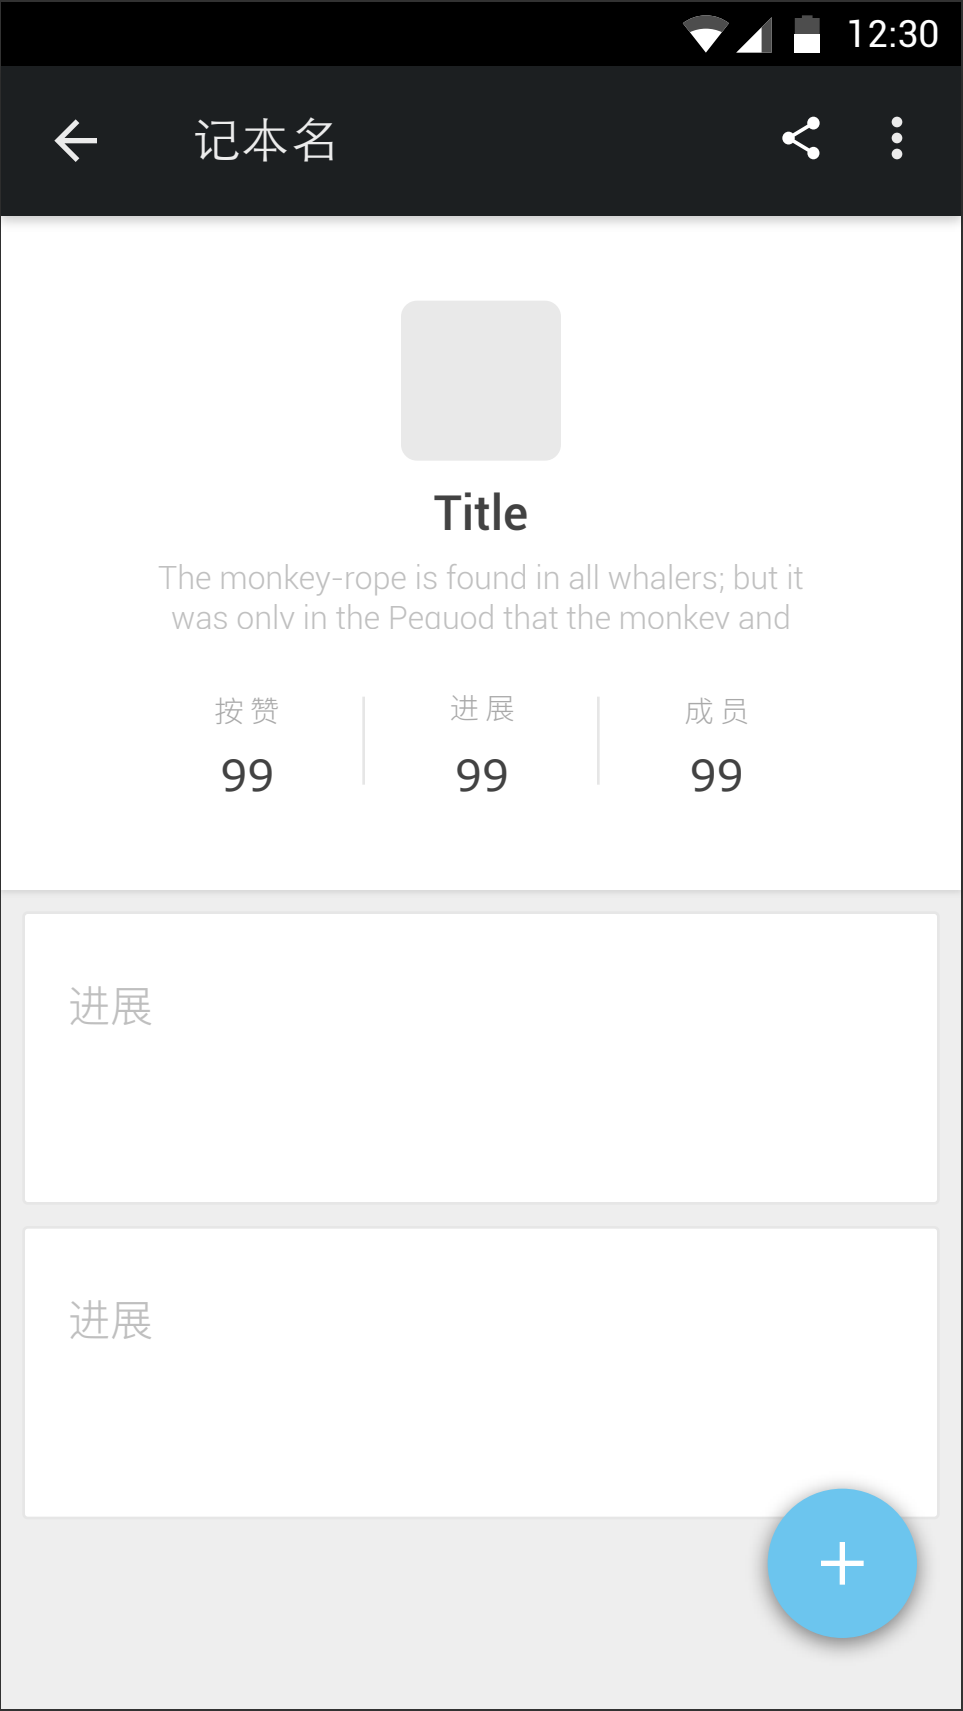 12:30
记本名
Title
The monkey-rope is found in all whalers; but it
was only in the Pequod that the monkey and
按赞 进展 成员
99 99 99
进展
进展